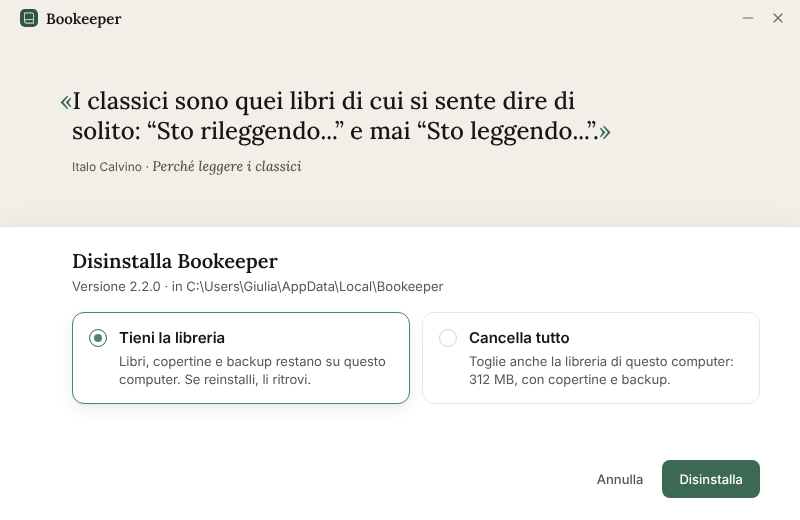 Bookeeper
«I classici sono quei libri di cui si sente dire di
solito: “Sto rileggendo...” e mai “Sto leggendo...”.»
Italo Calvino · Perché leggere i classici
Disinstalla Bookeeper
Versione 2.2.0 · in C:\Users\Giulia\AppData\Local\Bookeeper
Tieni la libreria
Libri, copertine e backup restano su questo
computer. Se reinstalli, li ritrovi.
Cancella tutto
Toglie anche la libreria di questo computer:
312 MB, con copertine e backup.
Annulla
Disinstalla